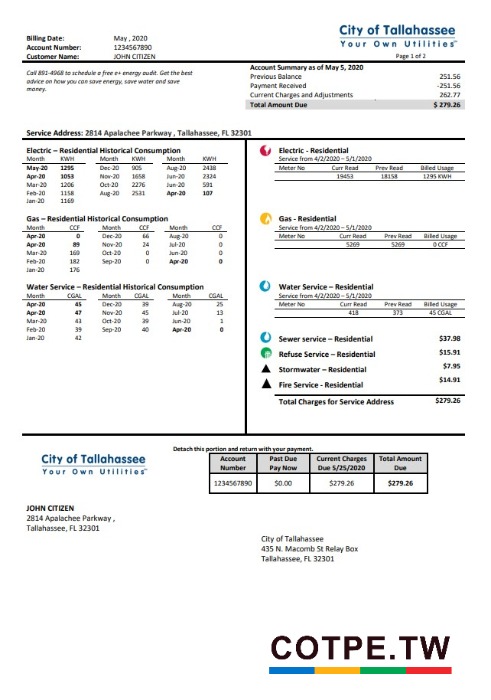 City of Tallahassee
Your Own Utilities™
Billing Date: May , 2020
Account Number: 1234567890
Customer Name: JOHN CITIZEN
Page 1 of 2
Call 891-4968 to schedule a free e+ energy audit. Get the best
advice on how you can save energy, save water and save
money.
Account Summary as of May 5, 2020
Previous Balance 251.56
Payment Received -251.56
Current Charges and Adjustments 262.77
Total Amount Due $ 279.26
Service Address: 2814 Apalachee Parkway , Tallahassee, FL 32301
Electric – Residential Historical Consumption
Month KWH Month KWH Month KWH
May-20 1295 Dec-20 905 Aug-20 2438
Apr-20 1053 Nov-20 1658 Jun-20 2324
Mar-20 1206 Oct-20 2276 Jun-20 591
Feb-20 1158 Aug-20 2531 Apr-20 107
Jan-20 1169
Gas – Residential Historical Consumption
Month CCF Month CCF Month CCF
Apr-20 0 Dec-20 66 Aug-20 0
Apr-20 89 Nov-20 24 Jul-20 0
Mar-20 169 Oct-20 0 Jun-20 0
Feb-20 182 Sep-20 0 Apr-20 0
Jan-20 176
Water Service – Residential Historical Consumption
Month CGAL Month CGAL Month CGAL
Apr-20 45 Dec-20 39 Aug-20 25
Apr-20 47 Nov-20 45 Jul-20 13
Mar-20 43 Oct-20 39 Jun-20 1
Feb-20 39 Sep-20 40 Apr-20 0
Jan-20 42
Electric - Residential
Service from 4/2/2020 – 5/1/2020
Meter No Curr Read Prev Read Billed Usage
19453 18158 1295 KWH
Gas - Residential
Service from 4/2/2020 – 5/1/2020
Meter No Curr Read Prev Read Billed Usage
5269 5269 0 CCF
Water Service – Residential
Service from 4/2/2020 – 5/1/2020
Meter No Curr Read Prev Read Billed Usage
418 373 45 CGAL
Sewer service – Residential $37.98
Refuse Service – Residential $15.91
Stormwater – Residential $7.95
Fire Service - Residential $14.91
Total Charges for Service Address $279.26
Detach this portion and return with your payment.
City of Tallahassee
Your Own Utilities™
Account Number Past Due Pay Now Current Charges Due 5/25/2020 Total Amount Due
1234567890 $0.00 $279.26 $279.26
JOHN CITIZEN
2814 Apalachee Parkway ,
Tallahassee, FL 32301
City of Tallahassee
435 N. Macomb St Relay Box
Tallahassee, FL 32301
COTPE.TW